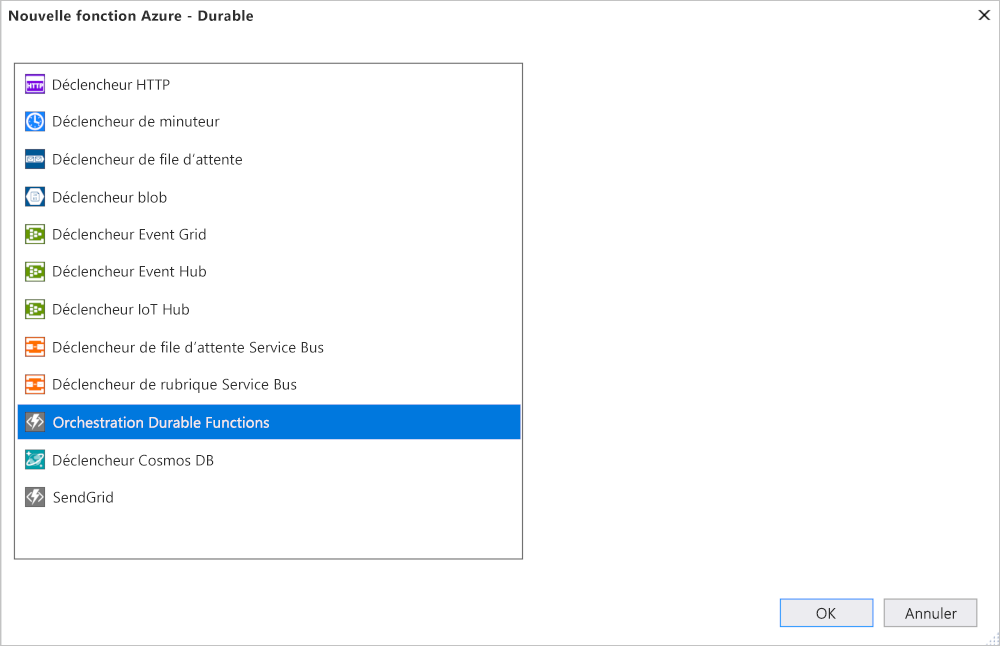 Nouvelle fonction Azure - Durable
HTTP Déclencheur HTTP
Déclencheur de minuteur
Déclencheur de file d’attente
Déclencheur blob
Déclencheur Event Grid
Déclencheur Event Hub
Déclencheur IoT Hub
Déclencheur de file d’attente Service Bus
Déclencheur de rubrique Service Bus
Orchestration Durable Functions
Déclencheur Cosmos DB
SendGrid
OK Annuler